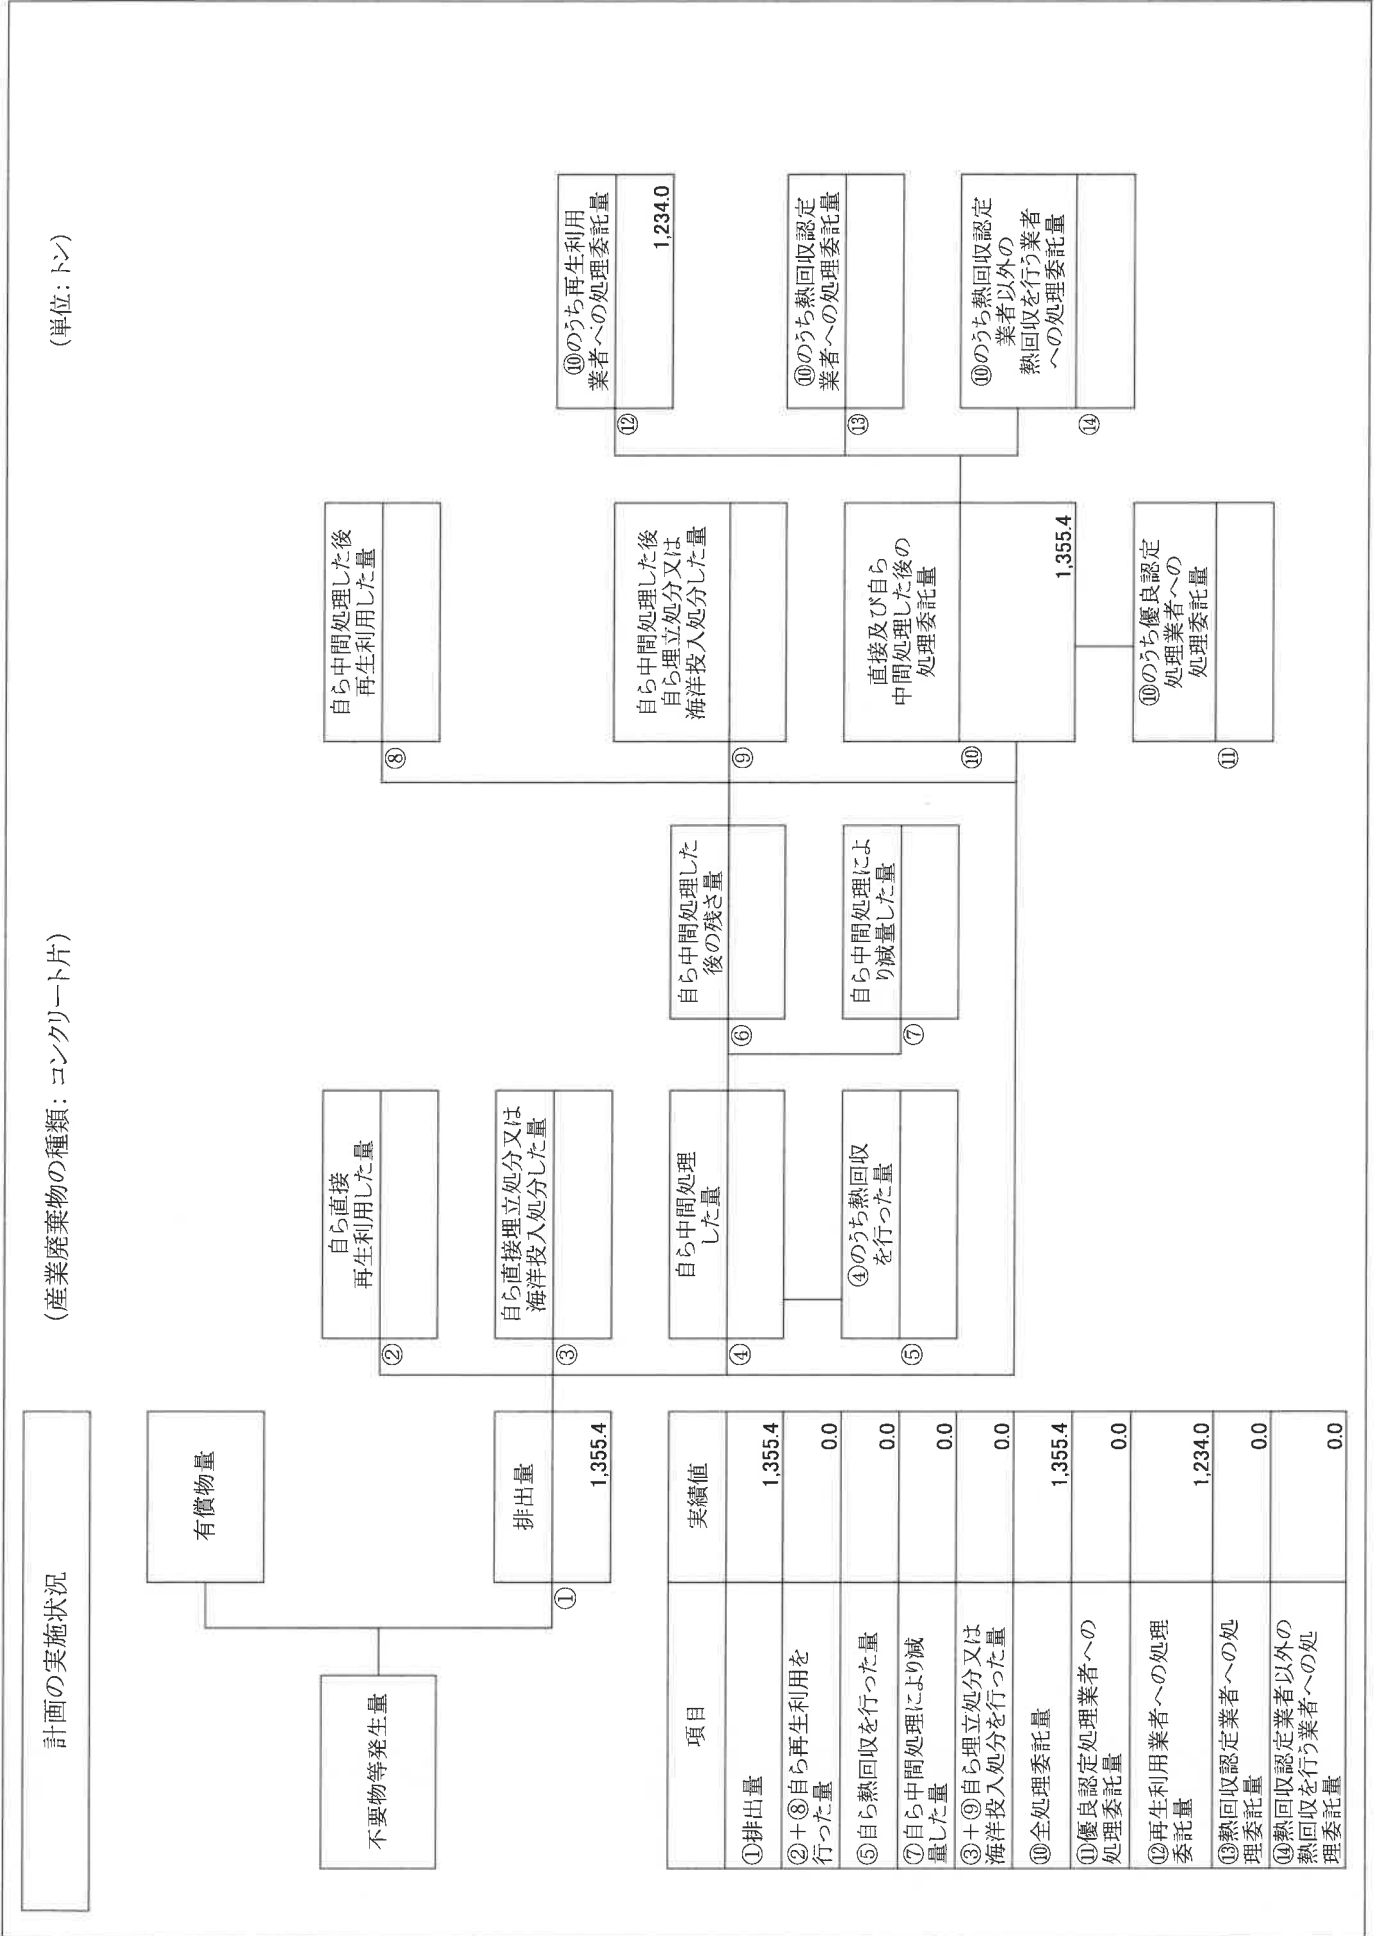 計画の実施状況
(産業廃棄物の種類：コンクリート片)
(単位：トン)
不要物等発生量
有償物量
①
排出量
1,355.4
②
自ら直接
再生利用した量
③
自ら直接埋立処分又は
海洋投入処分した量
④
自ら中間処理
した量
⑤
④のうち熱回収
を行った量
⑥
自ら中間処理した
後の残さ量
⑦
自ら中間処理によ
り減量した量
⑧
自ら中間処理した後
再生利用した量
⑨
自ら中間処理した後
自ら埋立処分又は
海洋投入処分した量
⑩
直接及び自ら
中間処理した後の
処理委託量
1,355.4
⑪
⑩のうち優良認定
処理業者への
処理委託量
⑫
⑩のうち再生利用
業者への処理委託量
1,234.0
⑬
⑩のうち熱回収認定
業者への処理委託量
⑭
⑩のうち熱回収認定
業者以外の
熱回収を行う業者
への処理委託量
項目 実績値
①排出量 1,355.4
②＋⑧自ら再生利用を
行った量 0.0
⑤自ら熱回収を行った量 0.0
⑦自ら中間処理により減
量した量 0.0
③＋⑨自ら埋立処分又は
海洋投入処分を行った量 0.0
⑩全処理委託量 1,355.4
⑪優良認定処理業者への
処理委託量 0.0
⑫再生利用業者への処理
委託量 1,234.0
⑬熱回収認定業者への処
理委託量 0.0
⑭熱回収認定業者以外の
熱回収を行う業者への処
理委託量 0.0